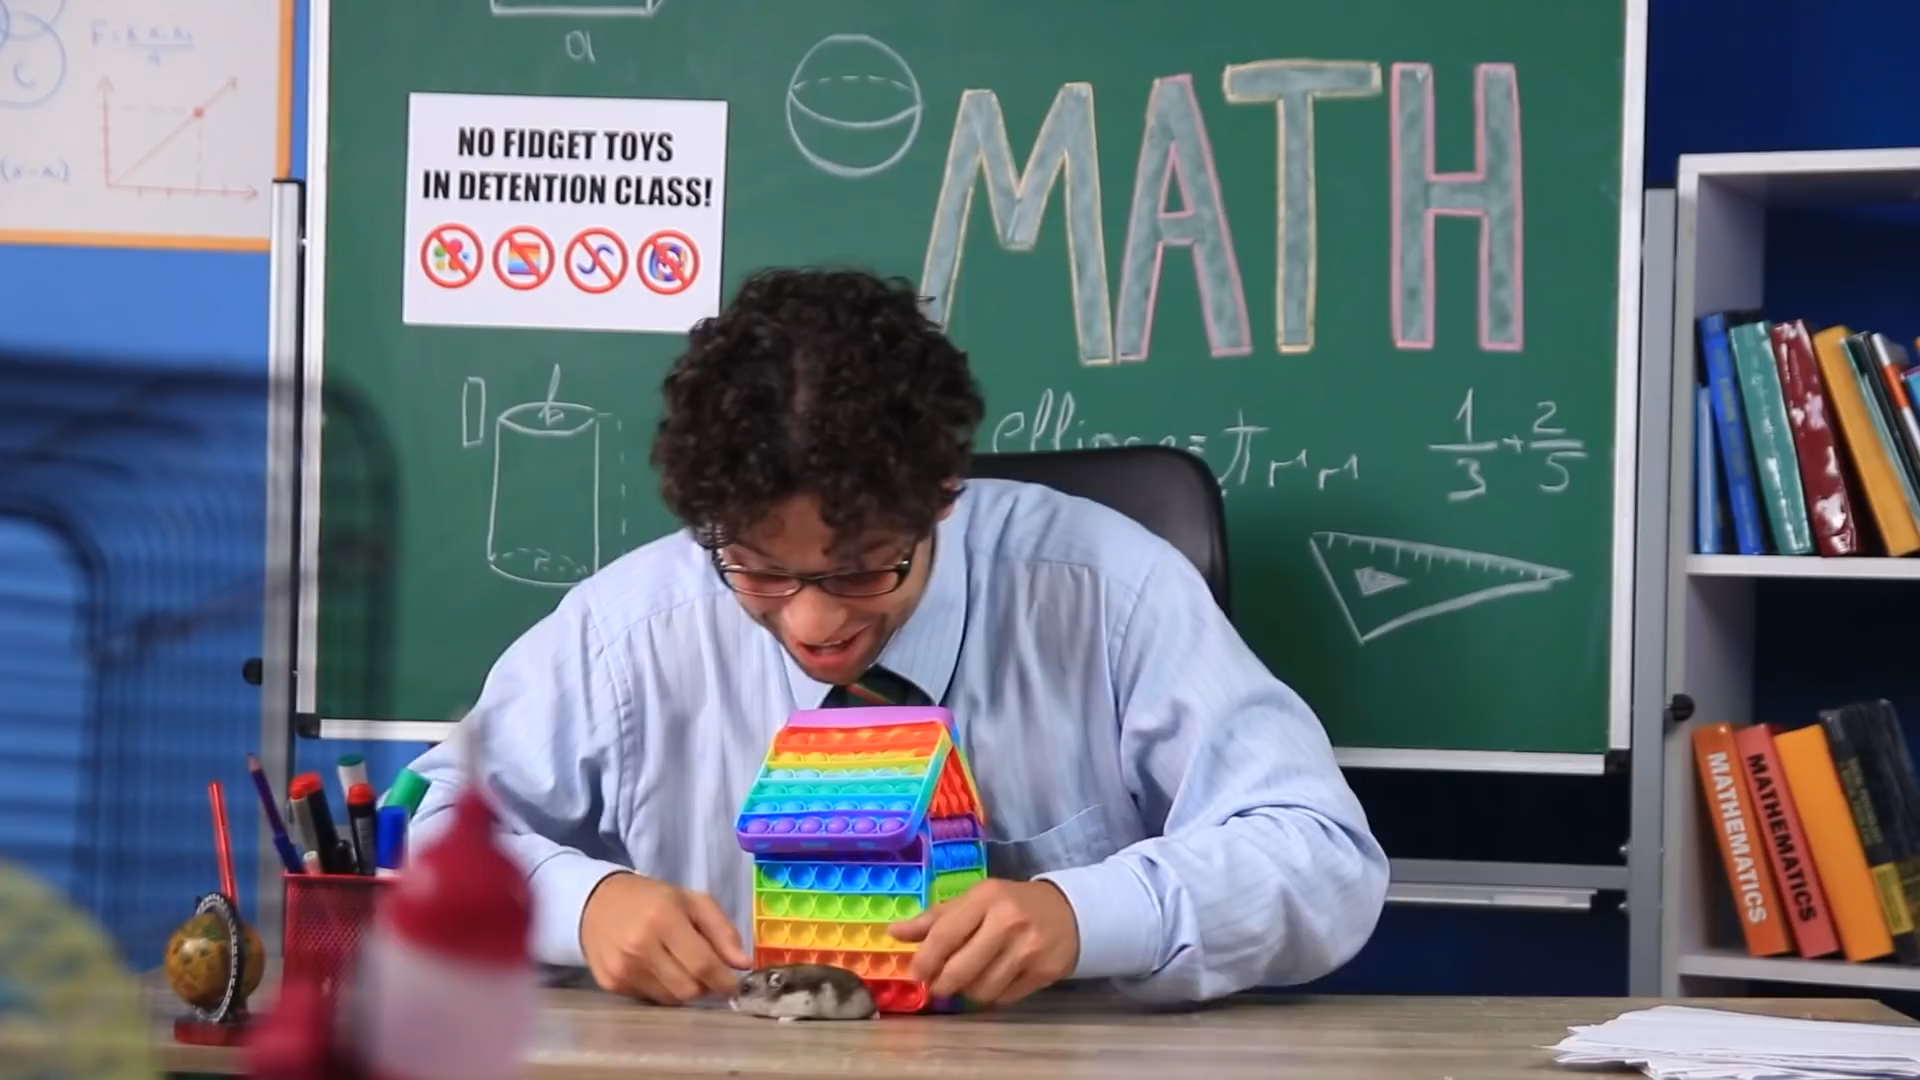 a
NO FIDGET TOYS
IN DETENTION CLASS!
MATH
1/3 + 2/5
MATHEMATICS
MATHEMATICS